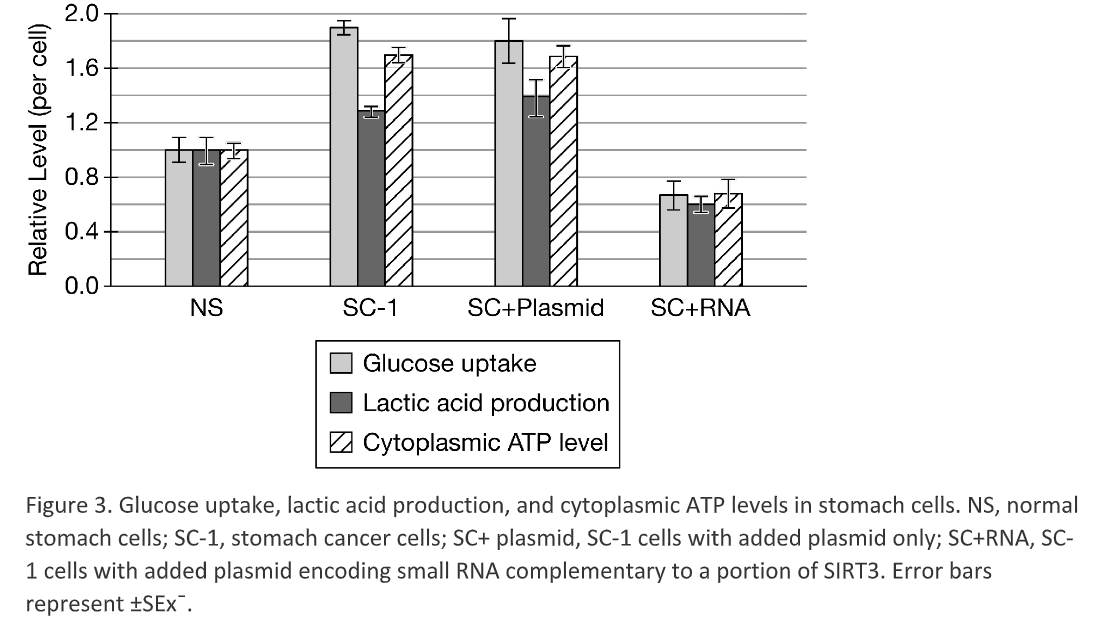 2.0
1.6
1.2
0.8
0.4
0.0
Relative Level (per cell)
NS SC-1 SC+Plasmid SC+RNA
Glucose uptake
Lactic acid production
Cytoplasmic ATP level
Figure 3. Glucose uptake, lactic acid production, and cytoplasmic ATP levels in stomach cells. NS, normal
stomach cells; SC-1, stomach cancer cells; SC+ plasmid, SC-1 cells with added plasmid only; SC+RNA, SC-
1 cells with added plasmid encoding small RNA complementary to a portion of SIRT3. Error bars
represent ±SEx¯.